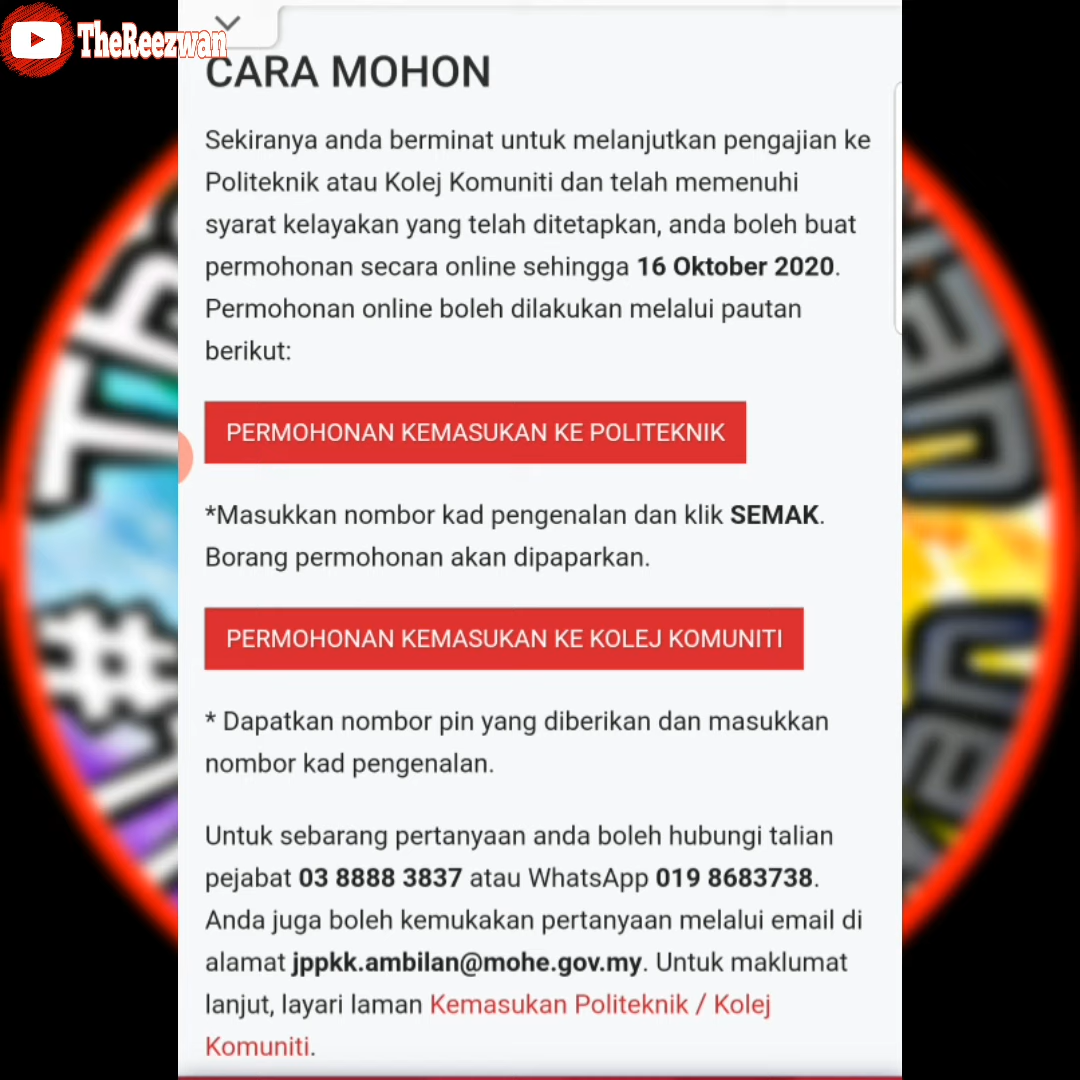 TheReezwan
CARA MOHON
Sekiranya anda berminat untuk melanjutkan pengajian ke
Politeknik atau Kolej Komuniti dan telah memenuhi
syarat kelayakan yang telah ditetapkan, anda boleh buat
permohonan secara online sehingga 16 Oktober 2020.
Permohonan online boleh dilakukan melalui pautan
berikut:
PERMOHONAN KEMASUKAN KE POLITEKNIK
*Masukkan nombor kad pengenalan dan klik SEMAK.
Borang permohonan akan dipaparkan.
PERMOHONAN KEMASUKAN KE KOLEJ KOMUNITI
* Dapatkan nombor pin yang diberikan dan masukkan
nombor kad pengenalan.
Untuk sebarang pertanyaan anda boleh hubungi talian
pejabat 03 8888 3837 atau WhatsApp 019 8683738.
Anda juga boleh kemukakan pertanyaan melalui email di
alamat jppkk.ambilan@mohe.gov.my. Untuk maklumat
lanjut, layari laman Kemasukan Politeknik / Kolej
Komuniti.